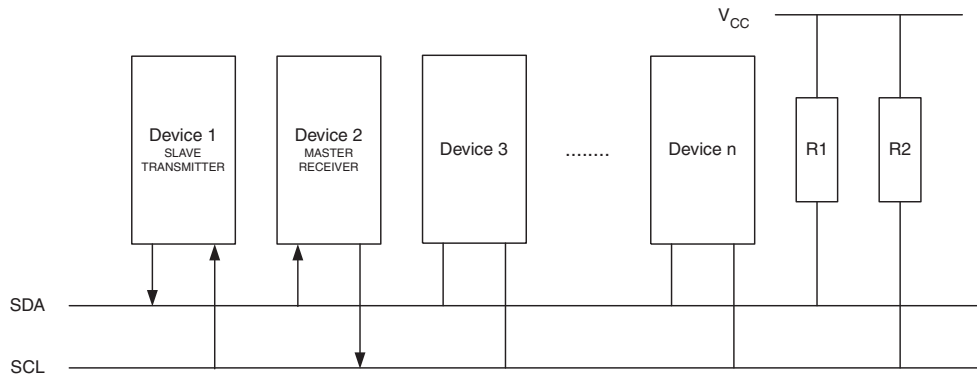 VCC
Device 1
SLAVE
TRANSMITTER
Device 2
MASTER
RECEIVER
Device 3
........
Device n
R1
R2
SDA
SCL